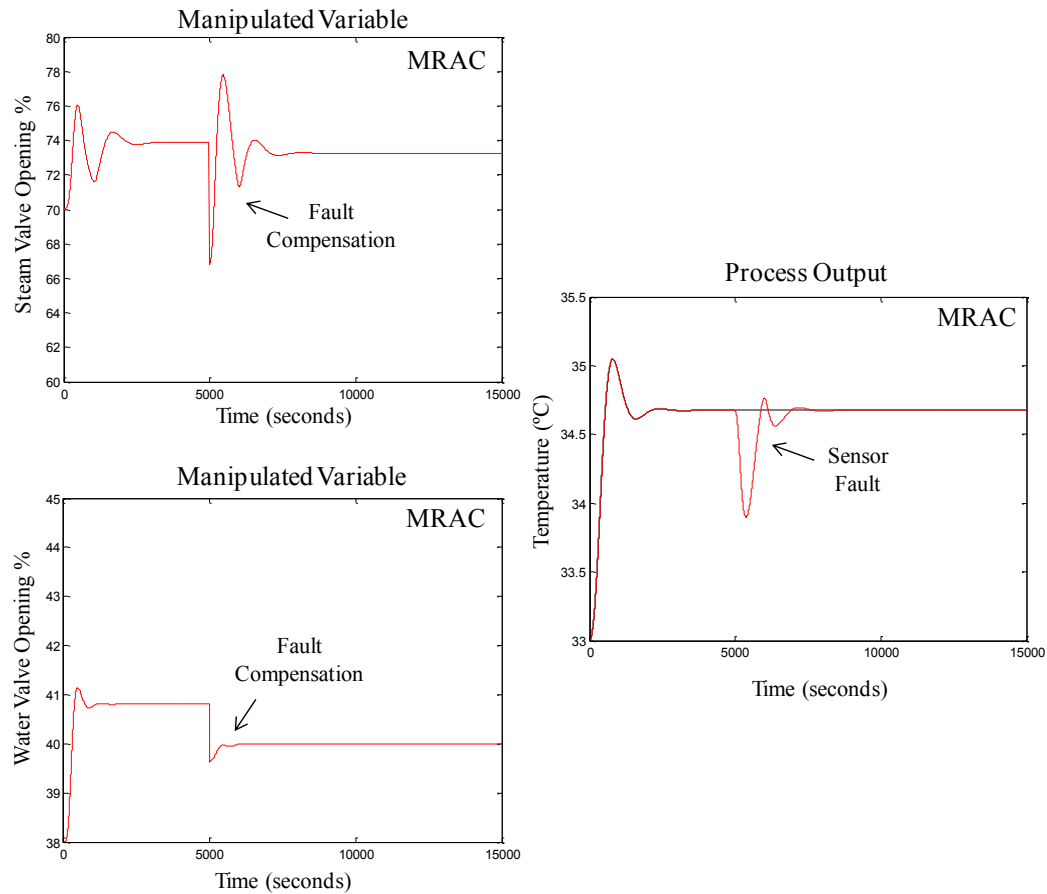 Manipulated Variable
MRAC
80
78
76
74
72
70
68
66
64
62
60
Steam Valve Opening %
Fault
Compensation
0
5000
10000
15000
Time (seconds)
Process Output
MRAC
35.5
35
34.5
34
33.5
33
Temperature (ºC)
Sensor
Fault
0
5000
10000
15000
Time (seconds)
Manipulated Variable
MRAC
45
44
43
42
41
40
39
38
Water Valve Opening %
Fault
Compensation
0
5000
10000
15000
Time (seconds)